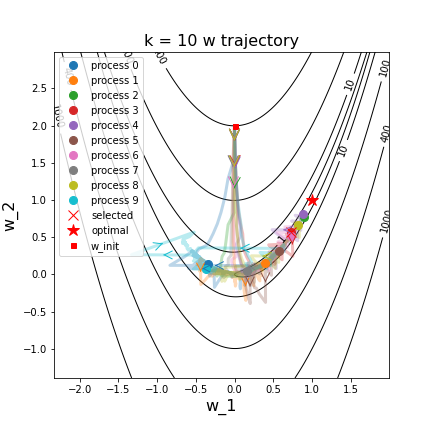 k = 10 w trajectory
process 0
process 1
process 2
process 3
process 4
process 5
process 6
process 7
process 8
process 9
selected
optimal
w_init
10
100
10
400
10
1000
2.5
2.0
1.5
1.0
0.5
0.0
−0.5
−1.0
w_2
−2.0
−1.5
−1.0
−0.5
0.0
0.5
1.0
1.5
w_1